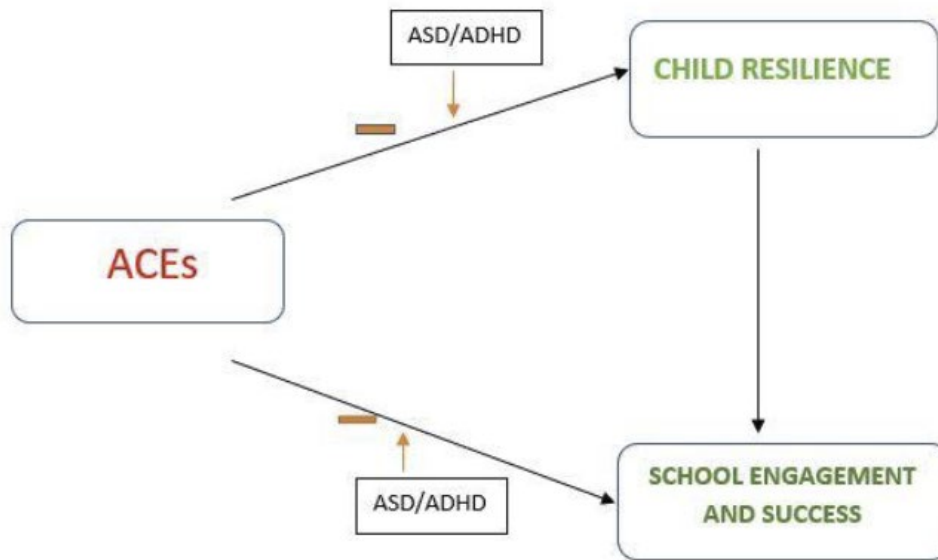 ASD/ADHD
CHILD RESILIENCE
ACEs
SCHOOL ENGAGEMENT
AND SUCCESS
ASD/ADHD